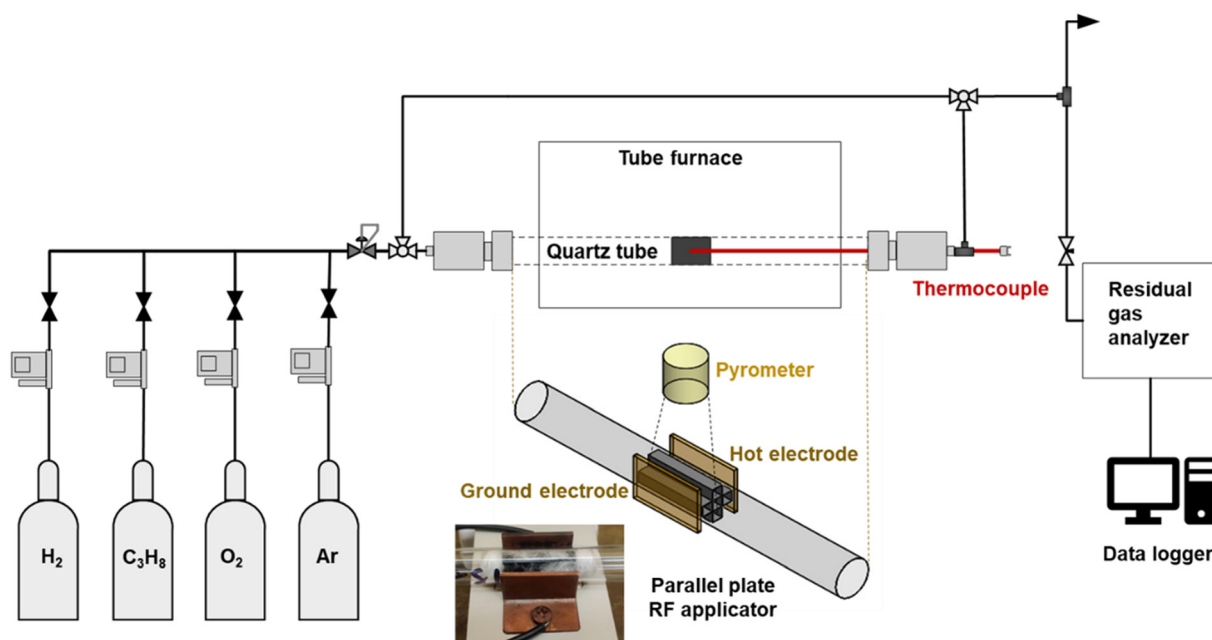 Tube furnace
Quartz tube
Thermocouple
Residual
gas
analyzer
Pyrometer
Hot electrode
Ground electrode
H₂
C₃H₈
O₂
Ar
Parallel plate
RF applicator
Data logger